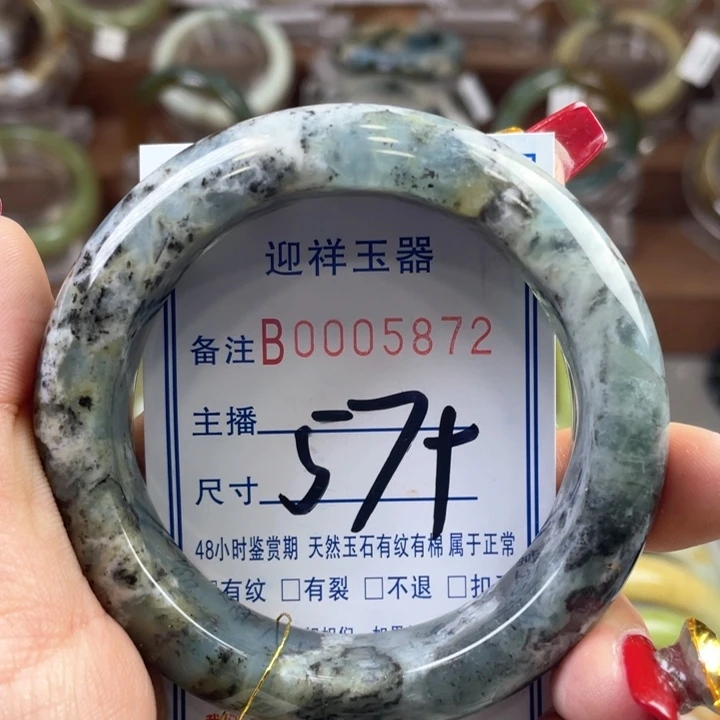 迎祥玉器
备注B0005872
主播
尺寸
57+
48小时鉴赏期 天然玉石有纹有棉属于正常
有纹 □有裂 □不退 □扣